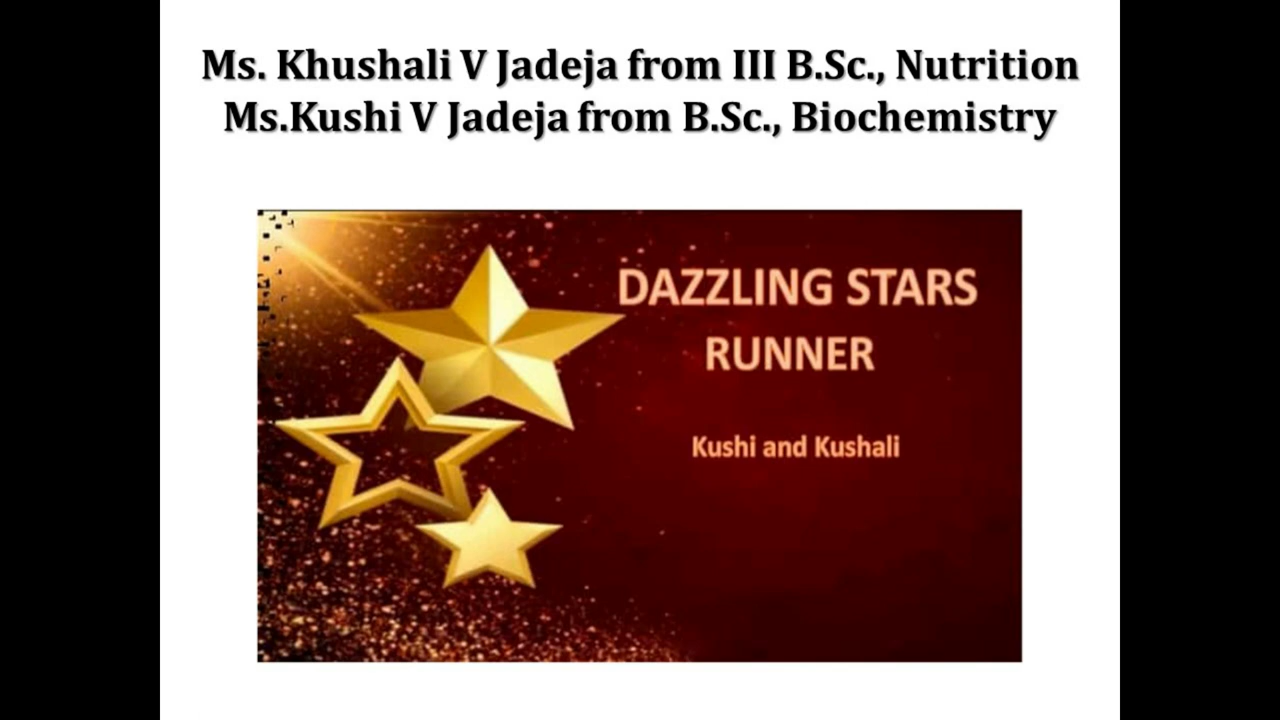 Ms. Khushali V Jadeja from III B.Sc., Nutrition
Ms.Kushi V Jadeja from B.Sc., Biochemistry
DAZZLING STARS
RUNNER
Kushi and Kushali